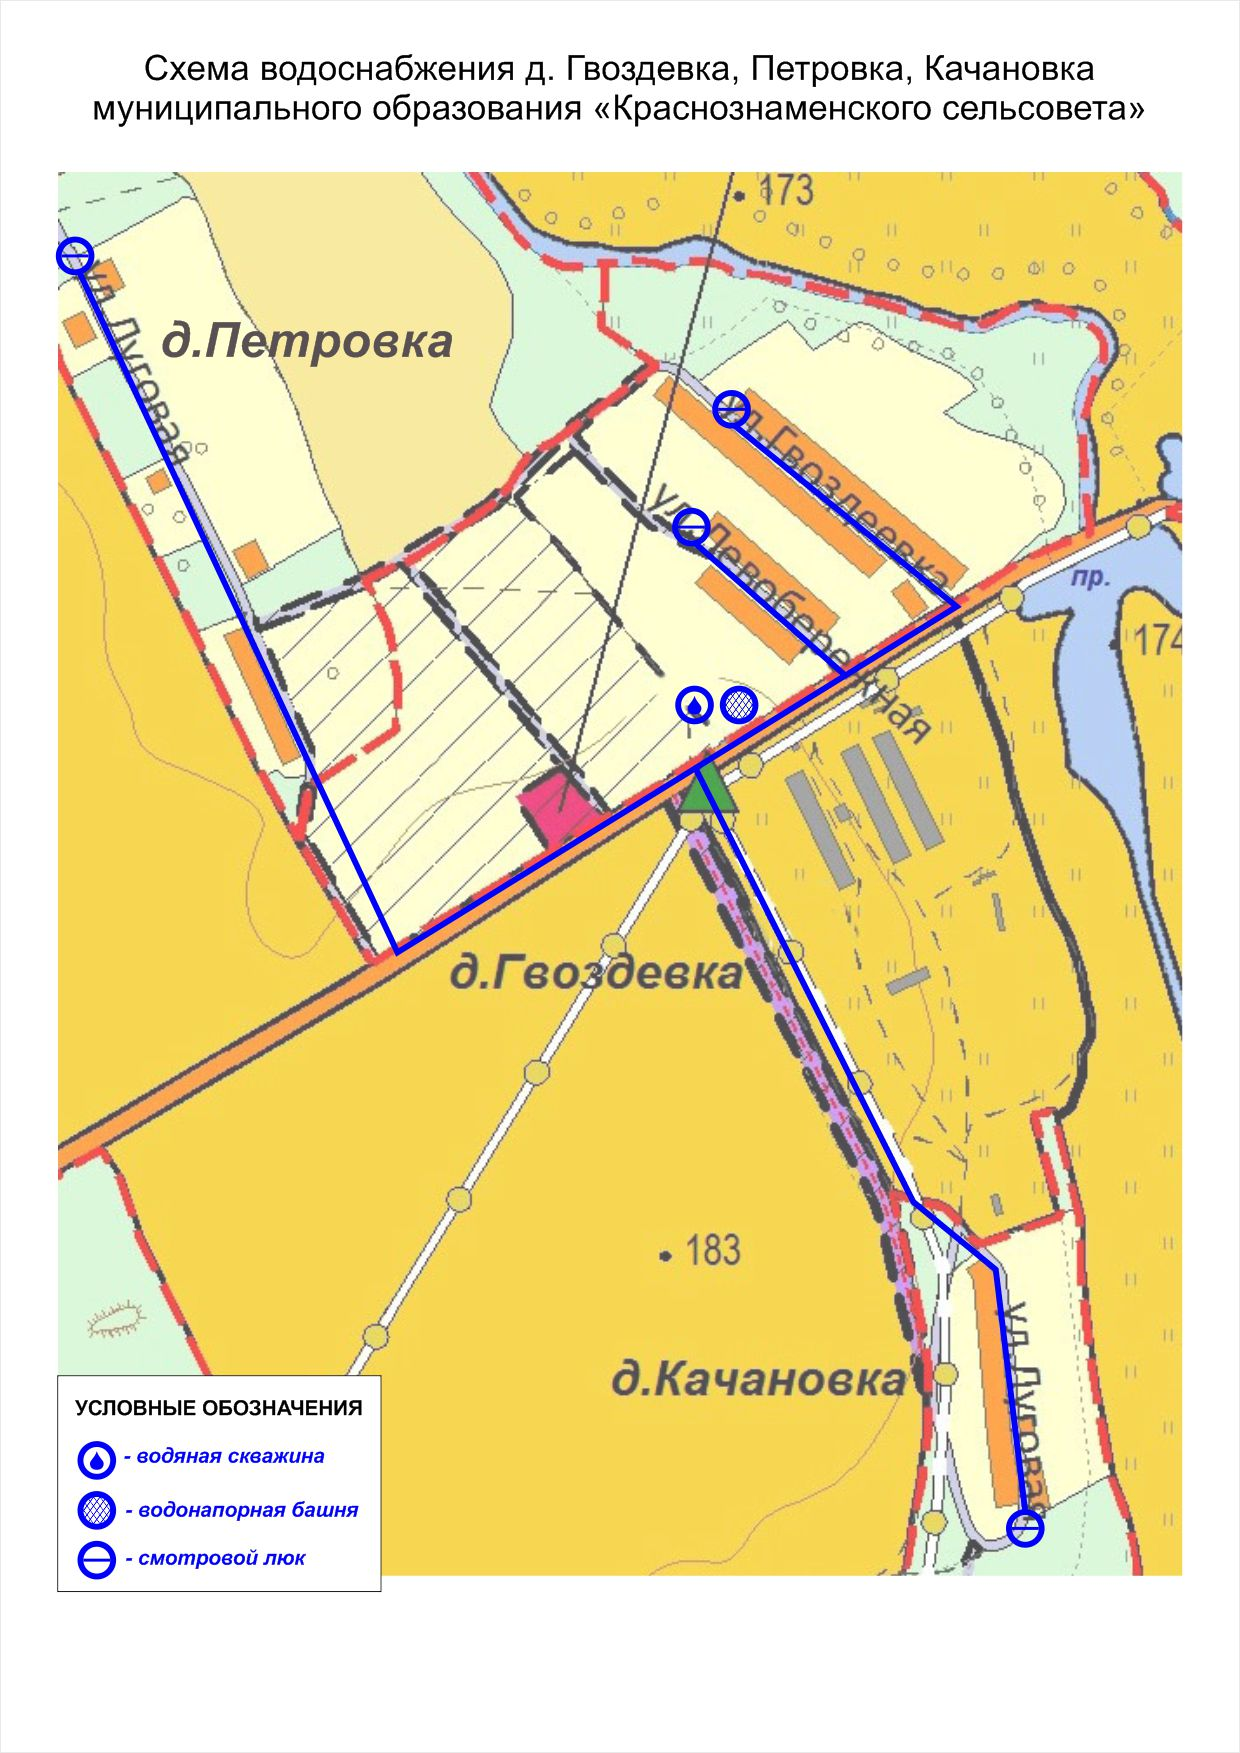 Схема водоснабжения д. Гвоздевка, Петровка, Качановка
муниципального образования «Краснознаменского сельсовета»
173
ул. Луговая
д.Петровка
ул.Гвоздеевка
ул. Левобережная
пр.
174
д.Гвоздевка
183
д.Качановка
ул.Луговая
УСЛОВНЫЕ ОБОЗНАЧЕНИЯ
- водяная скважина
- водонапорная башня
- смотровой люк